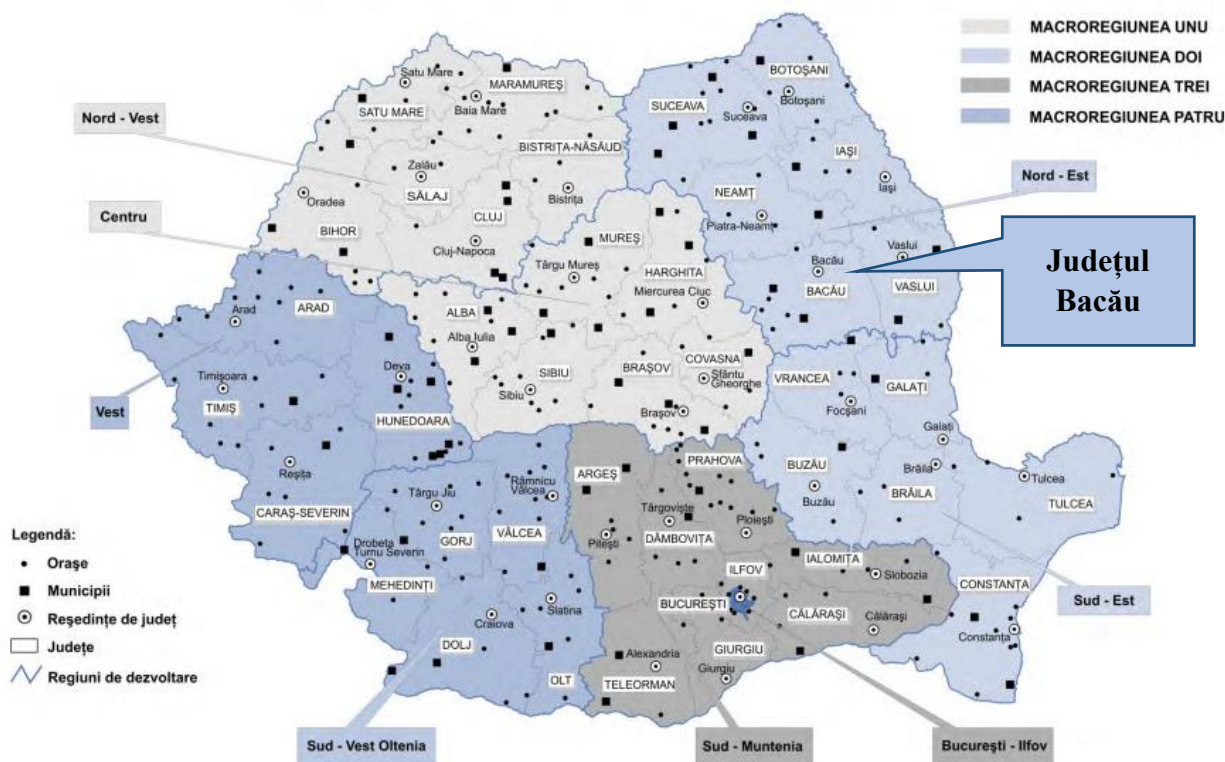 MACROREGIUNEA UNU
MACROREGIUNEA DOI
MACROREGIUNEA TREI
MACROREGIUNEA PATRU
Nord - Vest
Centru
Vest
Nord - Est
Județul
Bacău
Sud - Est
Sud - Vest Oltenia
Sud - Muntenia
București - Ilfov
Satu Mare
SATU MARE
MARAMUREȘ
Baia Mare
BISTRIȚA-NĂSĂUD
Bistrița
Zalău
SĂLAJ
Oradea
BIHOR
CLUJ
Cluj-Napoca
SUCEAVA
Suceava
BOTOȘANI
Botoșani
IAȘI
Iași
NEAMȚ
Piatra-Neamț
Bacău
BACĂU
Vaslui
VASLUI
MUREȘ
Târgu Mureș
HARGHITA
Miercurea Ciuc
ALBA
Alba Iulia
SIBIU
Sibiu
BRAȘOV
Brașov
COVASNA
Sfântu
Gheorghe
ARAD
Arad
Timișoara
TIMIȘ
Deva
HUNEDOARA
Reșița
CARAȘ-SEVERIN
VRANCEA
Focșani
GALAȚI
Galați
BUZĂU
Buzău
Brăila
BRĂILA
Tulcea
TULCEA
CONSTANȚA
Constanța
Târgu Jiu
GORJ
Râmnicu
Vâlcea
VÂLCEA
Drobeta
Turnu Severin
MEHEDINȚI
Craiova
DOLJ
Slatina
OLT
ARGEȘ
Pitești
PRAHOVA
Ploiești
Târgoviște
DÂMBOVIȚA
ILFOV
BUCUREȘTI
IALOMIȚA
Slobozia
CĂLĂRAȘI
Călărași
GIURGIU
Giurgiu
Alexandria
TELEORMAN
Legendă:
Orașe
Municipii
Reședințe de județ
Județe
Regiuni de dezvoltare